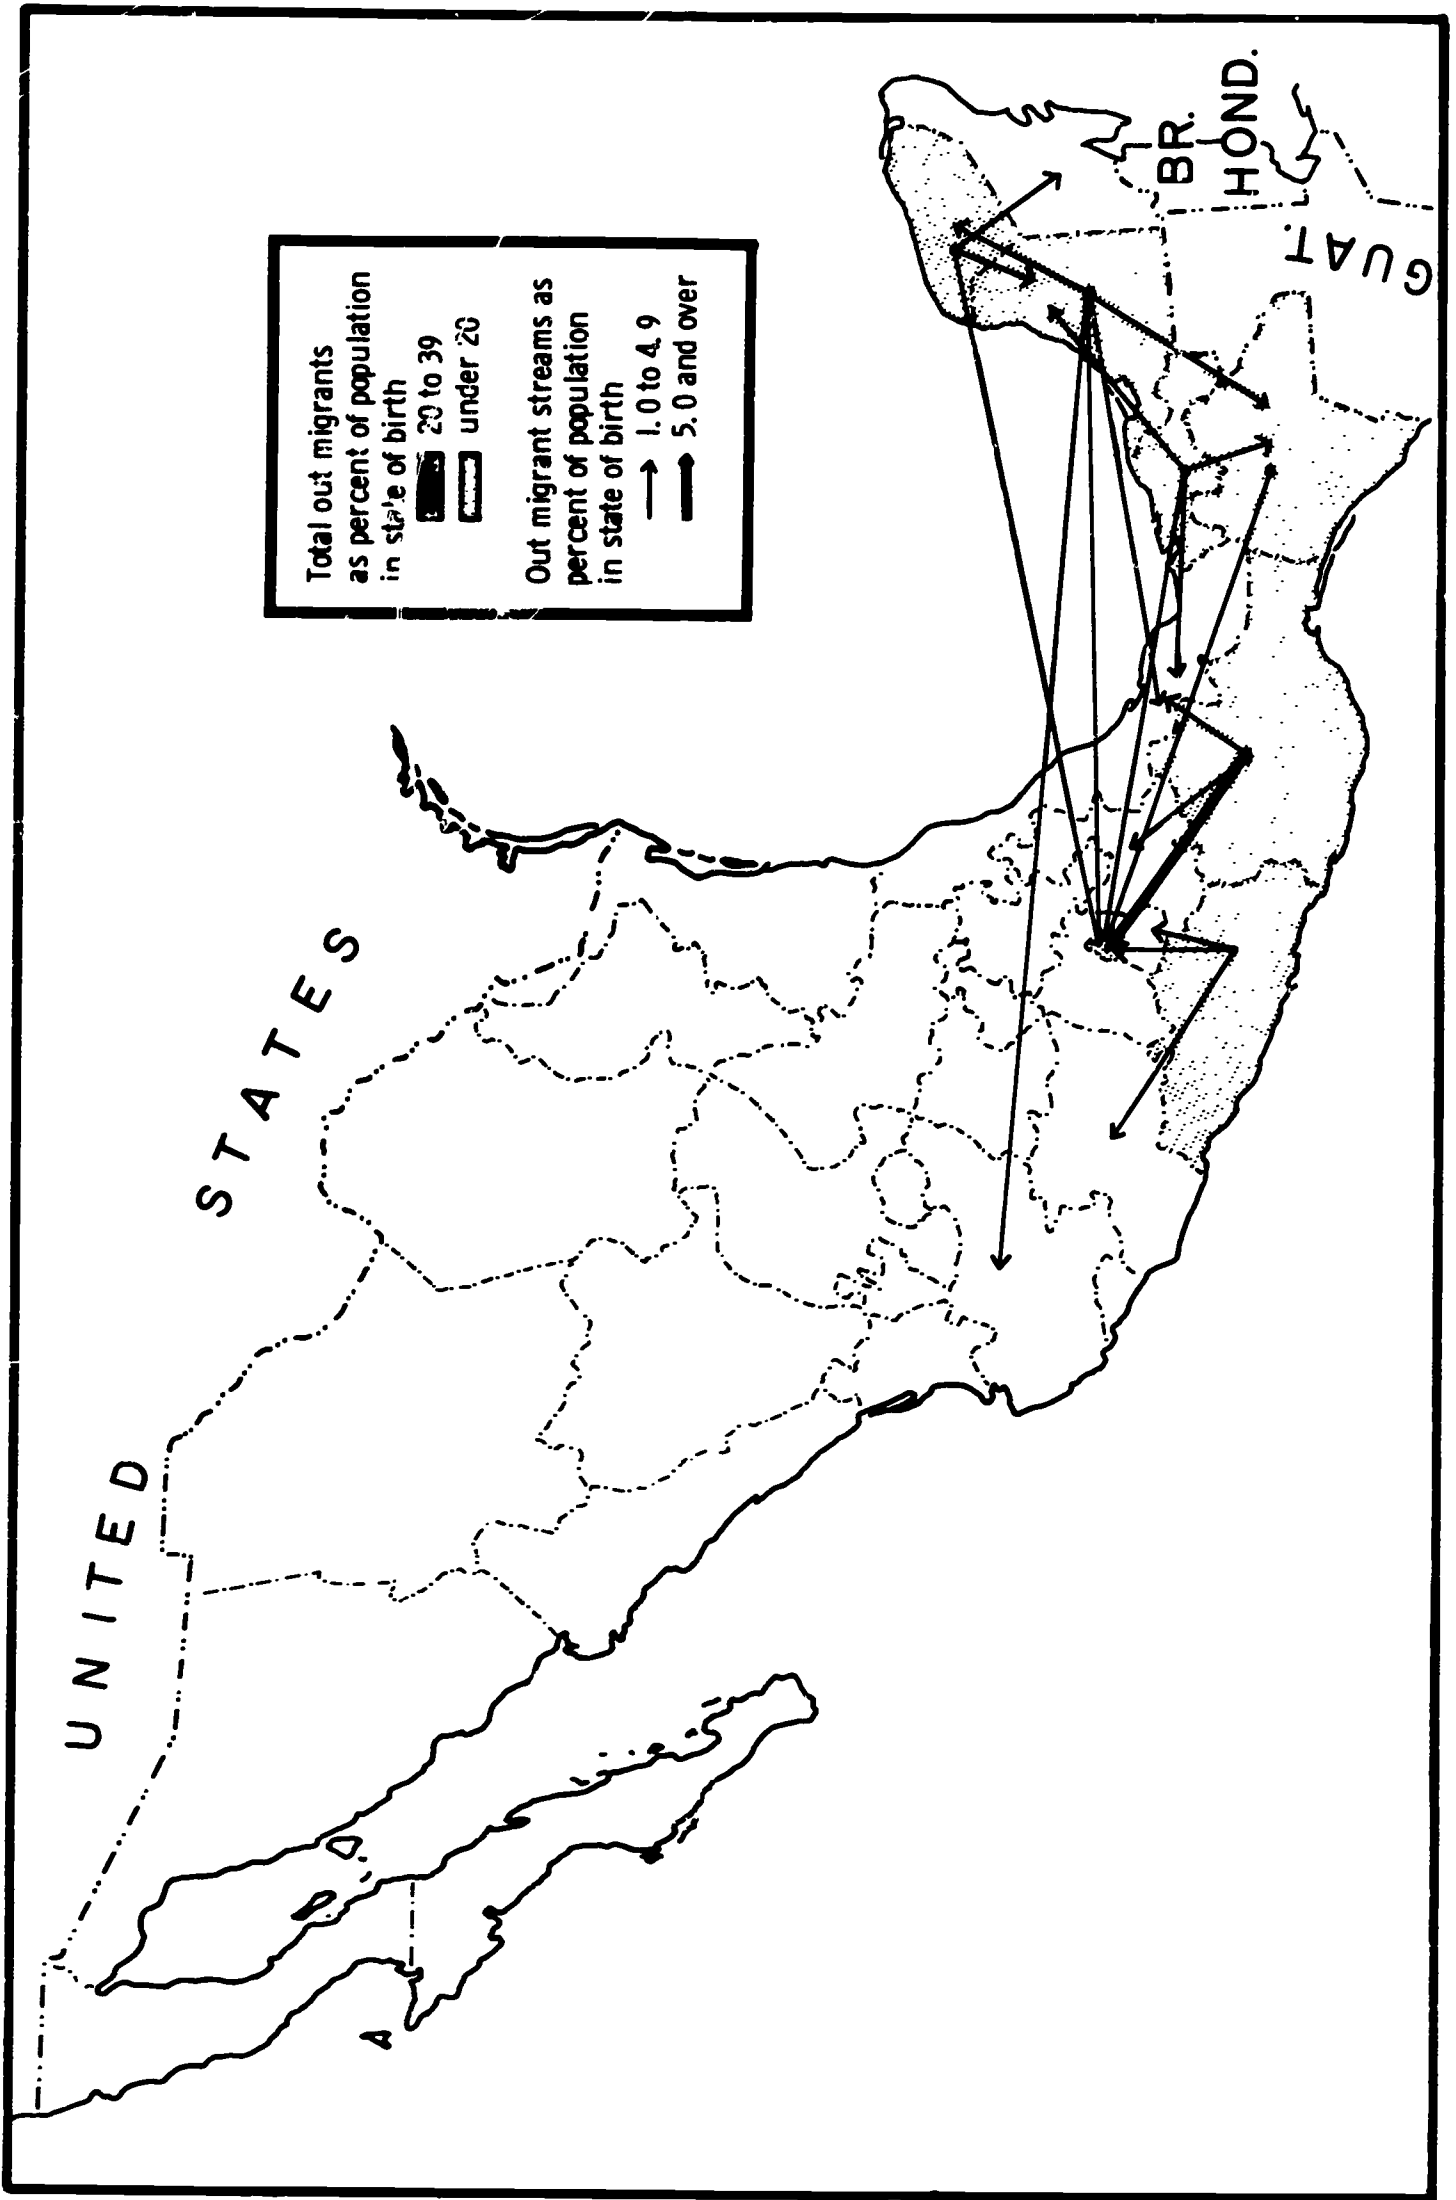 UNITED
STATES
Total out migrants
as percent of population
in state of birth
20 to 39
under 20
Out migrant streams as
percent of population
in state of birth
1.0 to 4.9
5.0 and over
BR.
HOND.
GUAT.